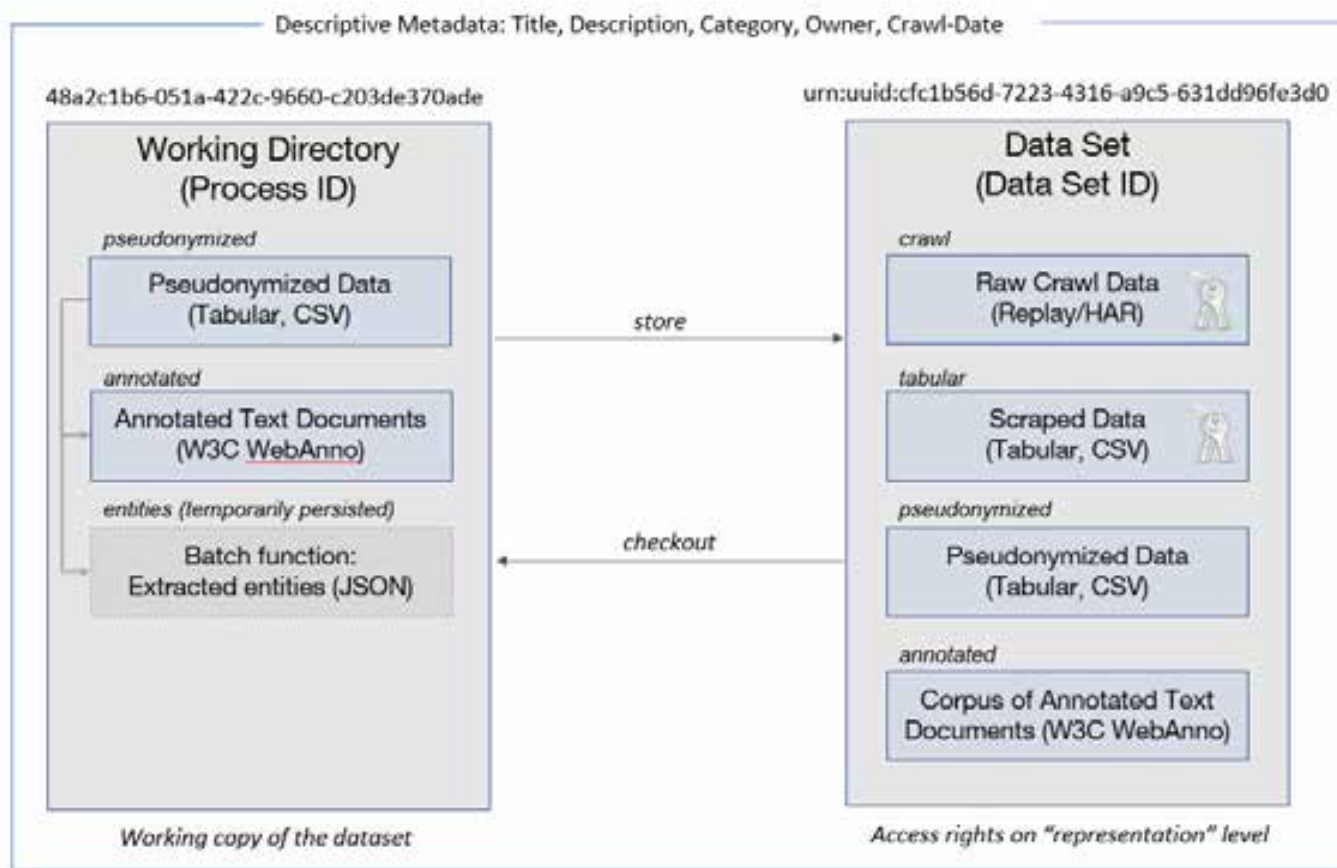 Descriptive Metadata: Title, Description, Category, Owner, Crawl-Date
48a2c1b6-051a-422c-9660-c203de370ade
Working Directory
(Process ID)
pseudonymized
Pseudonymized Data
(Tabular, CSV)
annotated
Annotated Text Documents
(W3C WebAnno)
entities (temporarily persisted)
Batch function:
Extracted entities (JSON)
Working copy of the dataset
store
checkout
urn:uuid:cfc1b56d-7223-4316-a9c5-631dd96fe3d0
Data Set
(Data Set ID)
crawl
Raw Crawl Data
(Replay/HAR)
tabular
Scraped Data
(Tabular, CSV)
pseudonymized
Pseudonymized Data
(Tabular, CSV)
annotated
Corpus of Annotated Text
Documents (W3C WebAnno)
Access rights on “representation” level